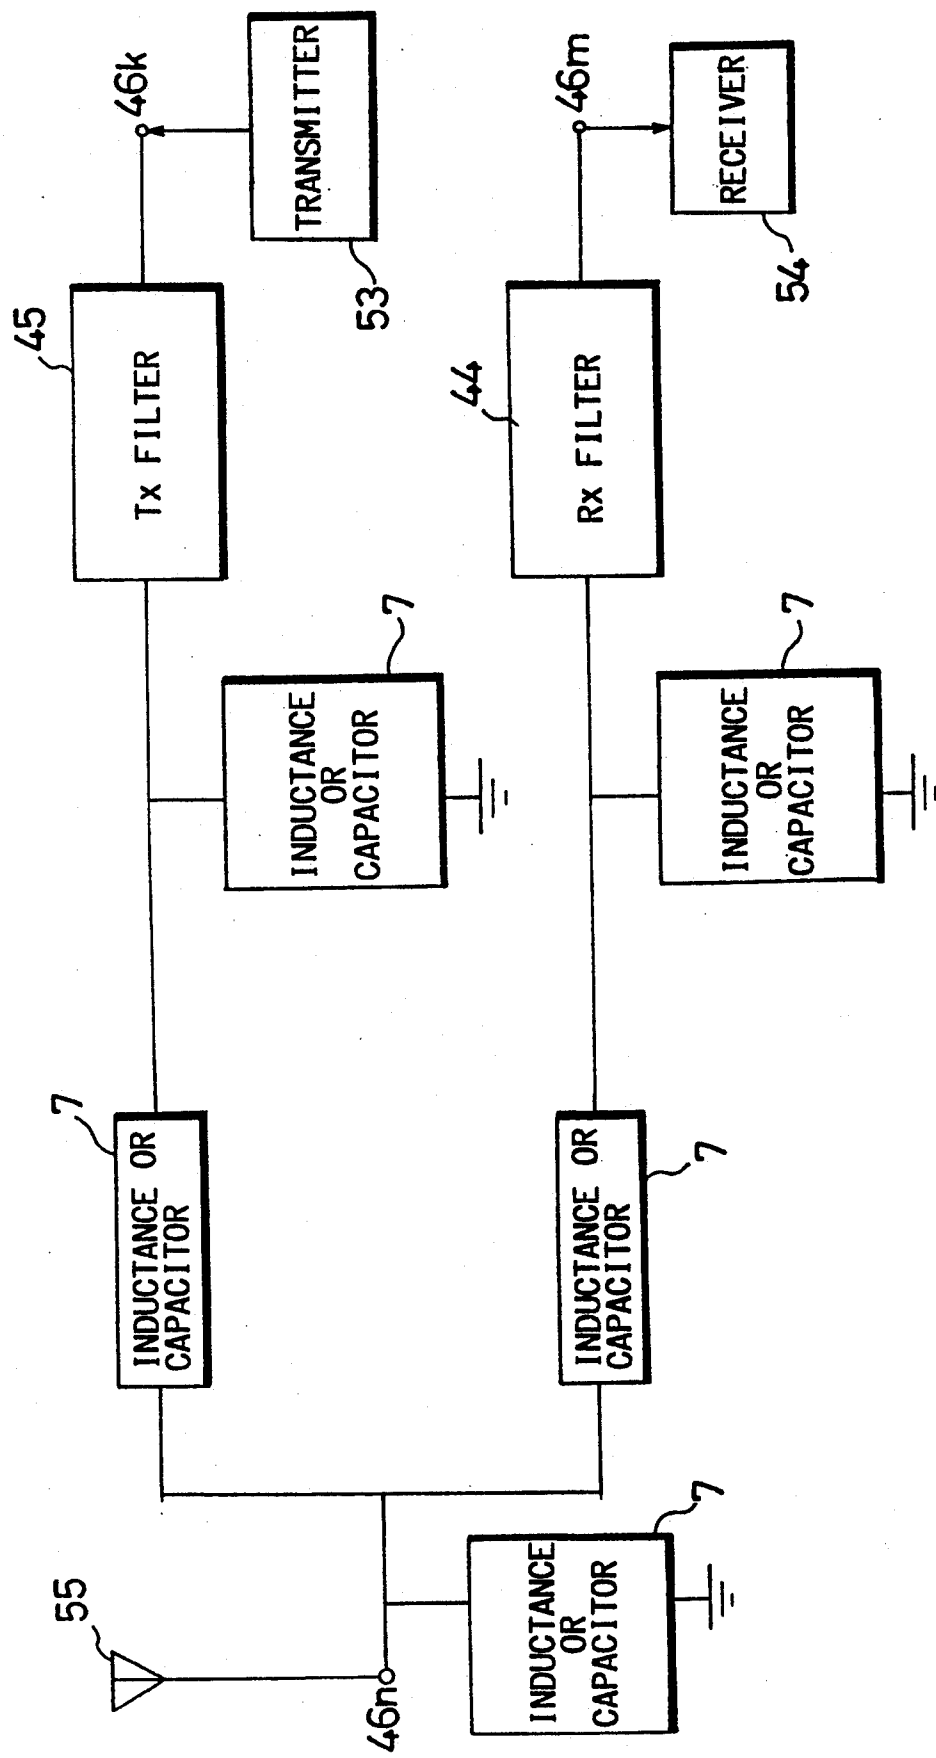 55
46n
INDUCTANCE
OR
CAPACITOR
7
INDUCTANCE OR
CAPACITOR
7
INDUCTANCE
OR
CAPACITOR
7
Tx FILTER
45
46k
TRANSMITTER
53
INDUCTANCE OR
CAPACITOR
7
INDUCTANCE
OR
CAPACITOR
7
Rx FILTER
44
46m
RECEIVER
54